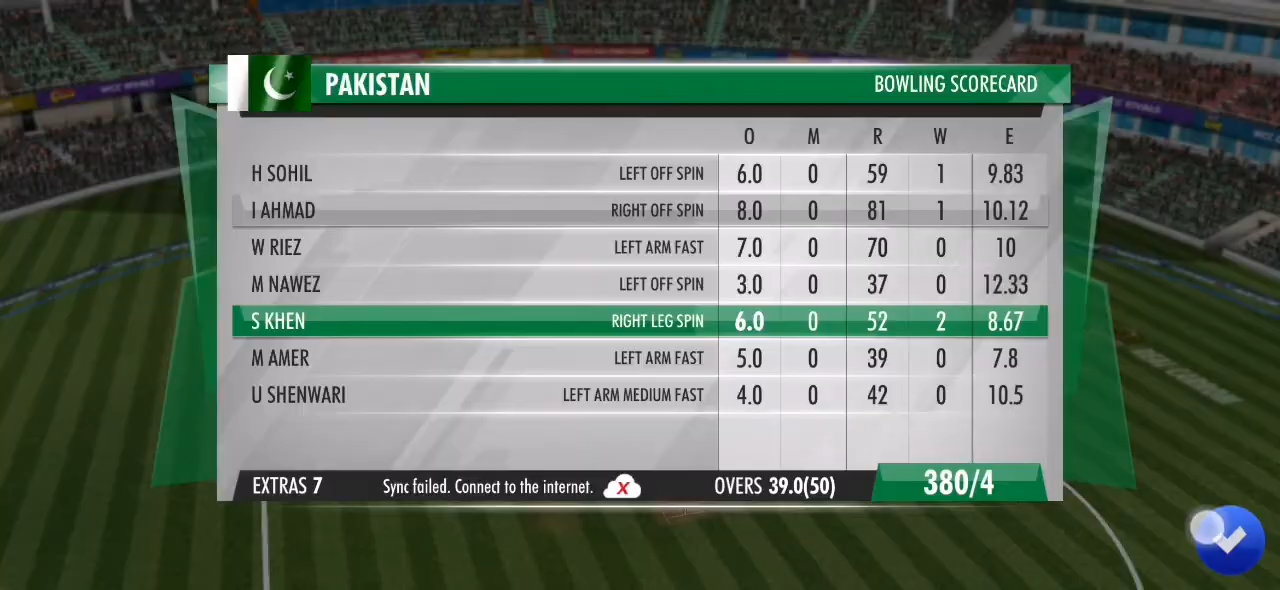 PAKISTAN BOWLING SCORECARD
O M R W E
H SOHIL LEFT OFF SPIN 6.0 0 59 1 9.83
I AHMAD RIGHT OFF SPIN 8.0 0 81 1 10.12
W RIEZ LEFT ARM FAST 7.0 0 70 0 10
M NAWEZ LEFT OFF SPIN 3.0 0 37 0 12.33
S KHEN RIGHT LEG SPIN 6.0 0 52 2 8.67
M AMER LEFT ARM FAST 5.0 0 39 0 7.8
U SHENWARI LEFT ARM MEDIUM FAST 4.0 0 42 0 10.5
EXTRAS 7 Sync failed. Connect to the internet. X OVERS 39.0(50) 380/4